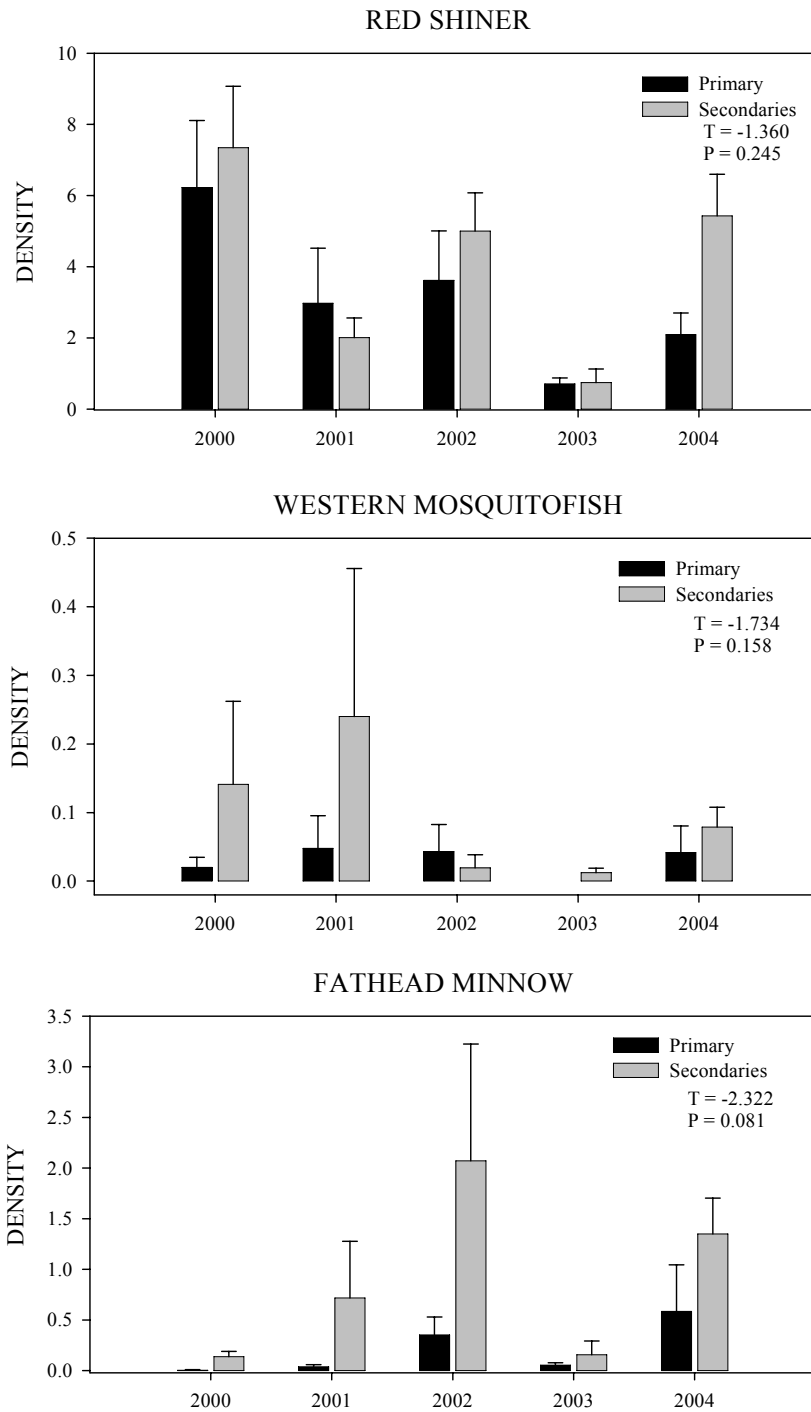 RED SHINER
10
8
6
4
2
0
DENSITY
Primary
Secondaries
T = -1.360
P = 0.245
2000 2001 2002 2003 2004
WESTERN MOSQUITOFISH
0.5
0.4
0.3
0.2
0.1
0.0
DENSITY
Primary
Secondaries
T = -1.734
P = 0.158
2000 2001 2002 2003 2004
FATHEAD MINNOW
3.5
3.0
2.5
2.0
1.5
1.0
0.5
0.0
DENSITY
Primary
Secondaries
T = -2.322
P = 0.081
2000 2001 2002 2003 2004